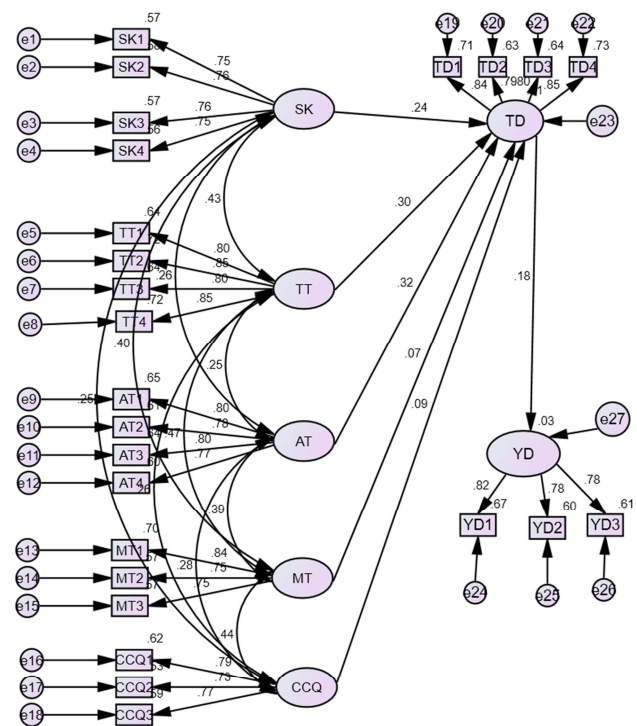 e19 e20 e21 e22
.71 .63 .64 .73
TD1 TD2 TD3 TD4
.84 .79 .80 .85
TD
e23
.57
e1 SK1
e2 SK2
.75
.76
.57
e3 SK3
e4 SK4
.76
.75
SK
.24
.43
.30
.64
e5 TT1
e6 TT2
e7 TT3
e8 TT4
.80
.85
.80
.85
.26
.72
TT
.32
.18
.40
.07
.25
.09
.65
e9 AT1
e10 AT2
e11 AT3
e12 AT4
.80
.78
.80
.77
.47
.25
AT
.03
e27
YD
.82 .78 .78
.67 .60 .61
YD1 YD2 YD3
e24 e25 e26
.39
.70
e13 MT1
e14 MT2
e15 MT3
.84
.75
.75
.28
MT
.44
.62
e16 CCQ1
e17 CCQ2
e18 CCQ3
.79
.73
.77
CCQ